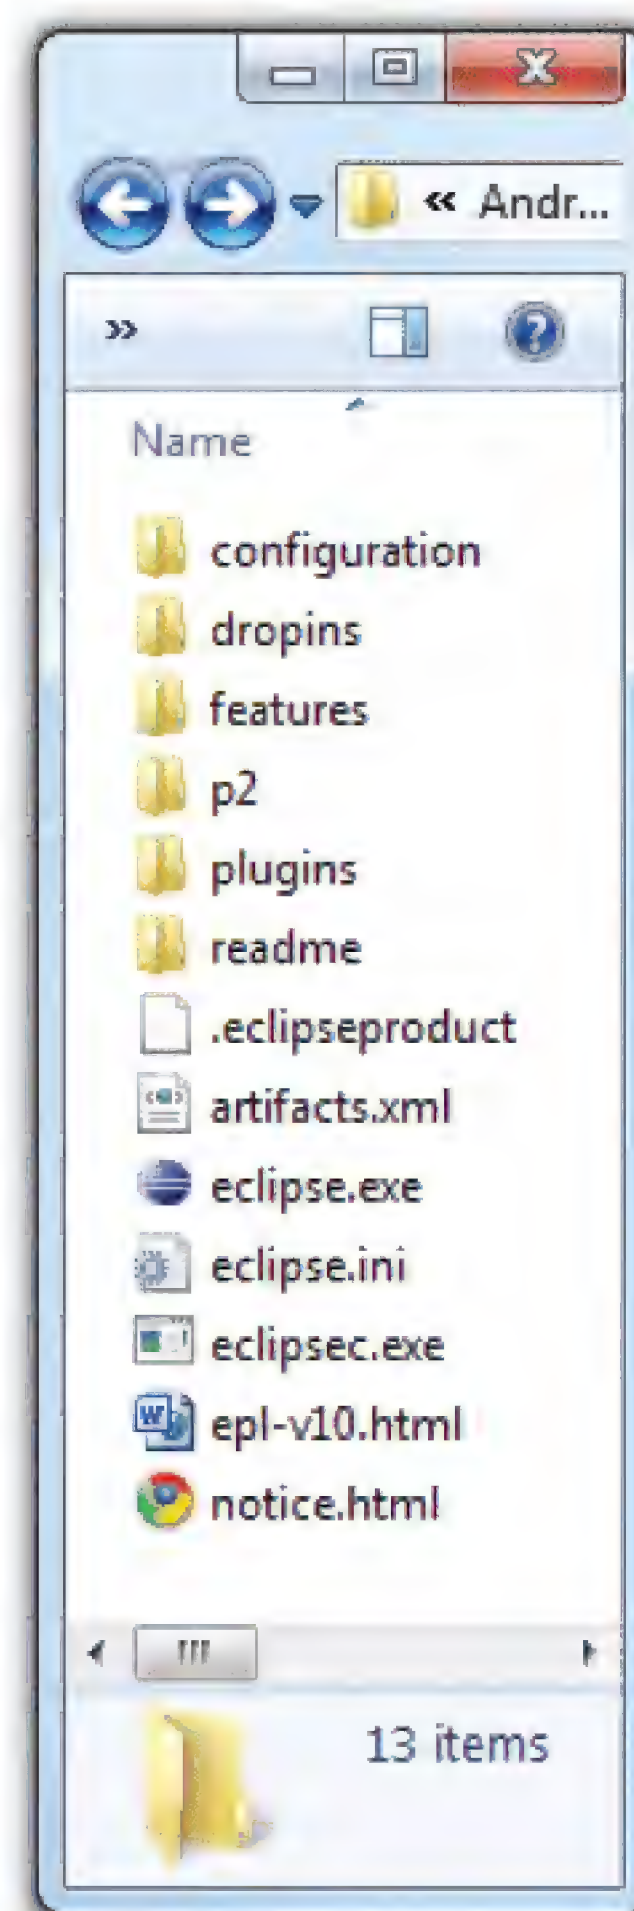 « Andr...
»
Name
configuration
dropins
features
p2
plugins
readme
.eclipseproduct
artifacts.xml
eclipse.exe
eclipse.ini
eclipsec.exe
epl-v10.html
notice.html
13 items